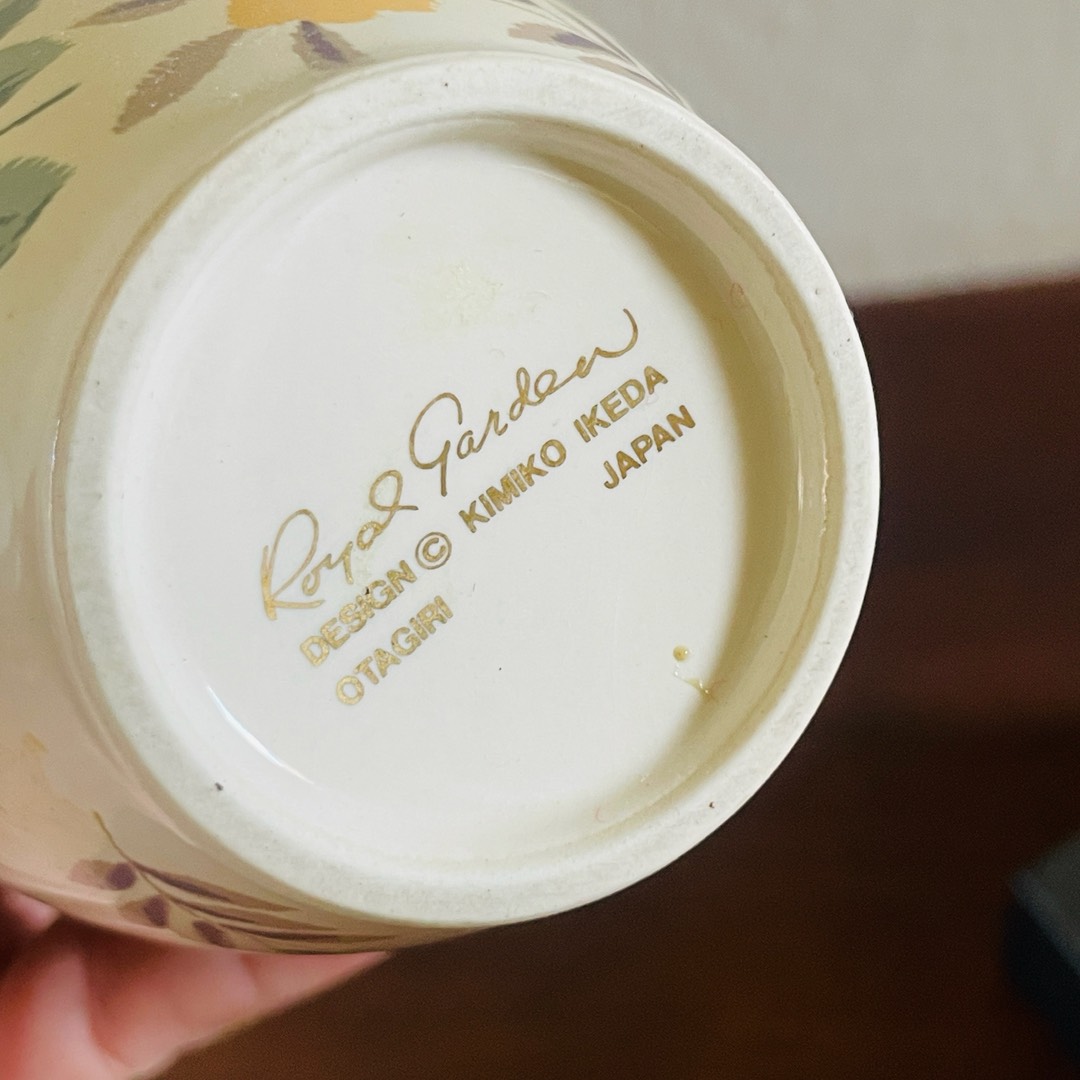 Royal Garden
DESIGN © KIMIKO IKEDA
OTAGIRI JAPAN